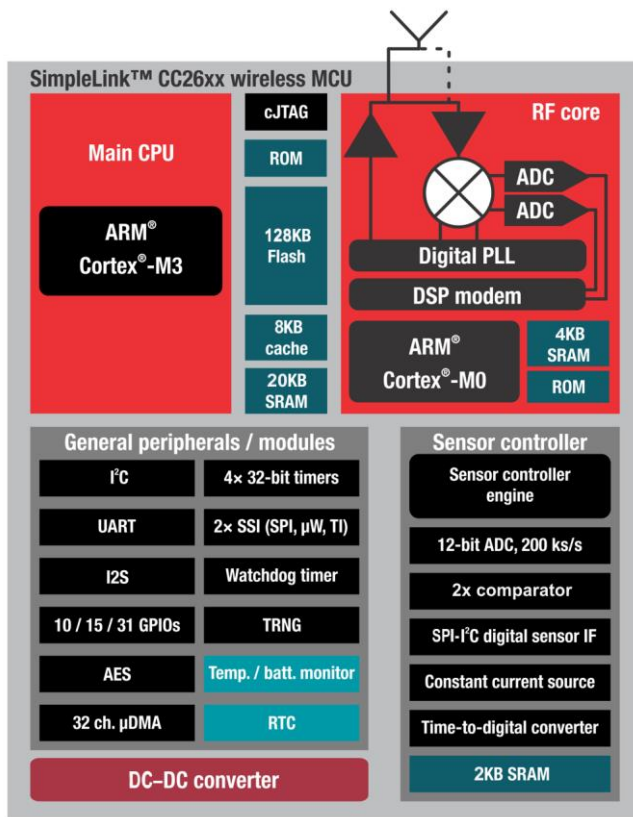 SimpleLink™ CC26xx wireless MCU
Main CPU
ARM®
Cortex®-M3
cJTAG
ROM
128KB
Flash
8KB
cache
20KB
SRAM
RF core
ADC
ADC
Digital PLL
DSP modem
ARM®
Cortex®-M0
4KB
SRAM
ROM
General peripherals / modules
I²C
4× 32-bit timers
UART
2× SSI (SPI, µW, TI)
I2S
Watchdog timer
10 / 15 / 31 GPIOs
TRNG
AES
Temp. / batt. monitor
32 ch. µDMA
RTC
DC–DC converter
Sensor controller
Sensor controller
engine
12-bit ADC, 200 ks/s
2x comparator
SPI-I²C digital sensor IF
Constant current source
Time-to-digital converter
2KB SRAM